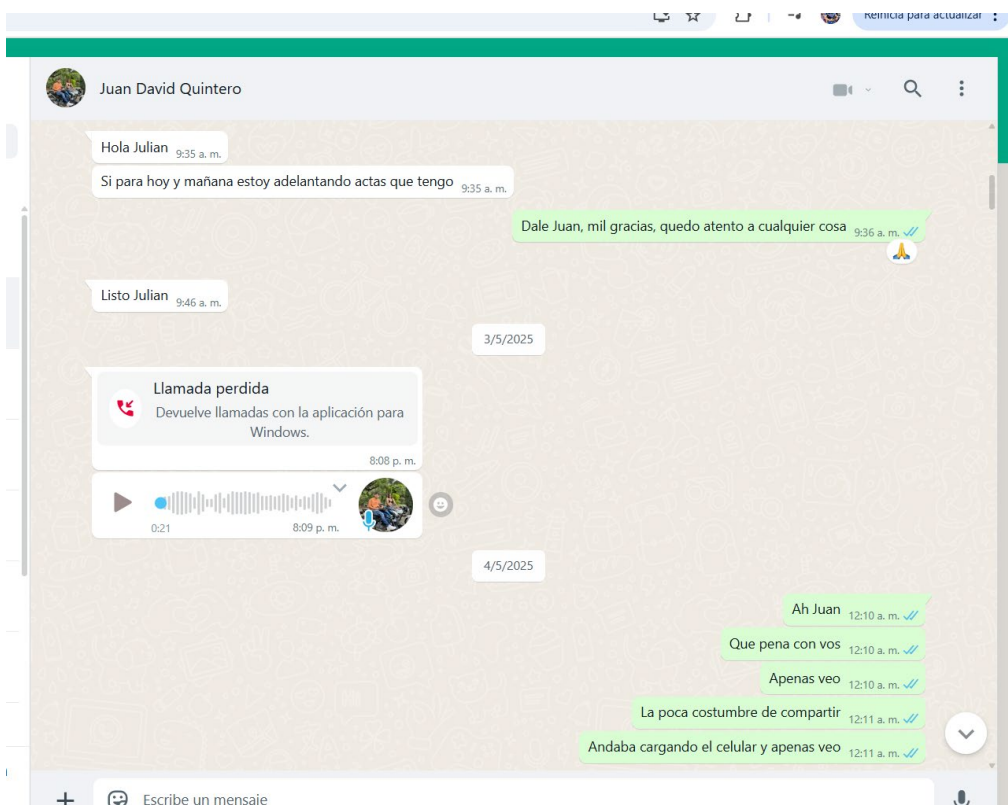 Reinicia para actualizar
Juan David Quintero
Hola Julian 9:35 a. m.
Si para hoy y mañana estoy adelantando actas que tengo 9:35 a. m.
Dale Juan, mil gracias, quedo atento a cualquier cosa 9:36 a. m.
Listo Julian 9:46 a. m.
3/5/2025
Llamada perdida
Devuelve llamadas con la aplicación para
Windows.
8:08 p. m.
0:21 8:09 p. m.
4/5/2025
Ah Juan 12:10 a. m.
Que pena con vos 12:10 a. m.
Apenas veo 12:10 a. m.
La poca costumbre de compartir 12:11 a. m.
Andaba cargando el celular y apenas veo 12:11 a. m.
Escribe un mensaje